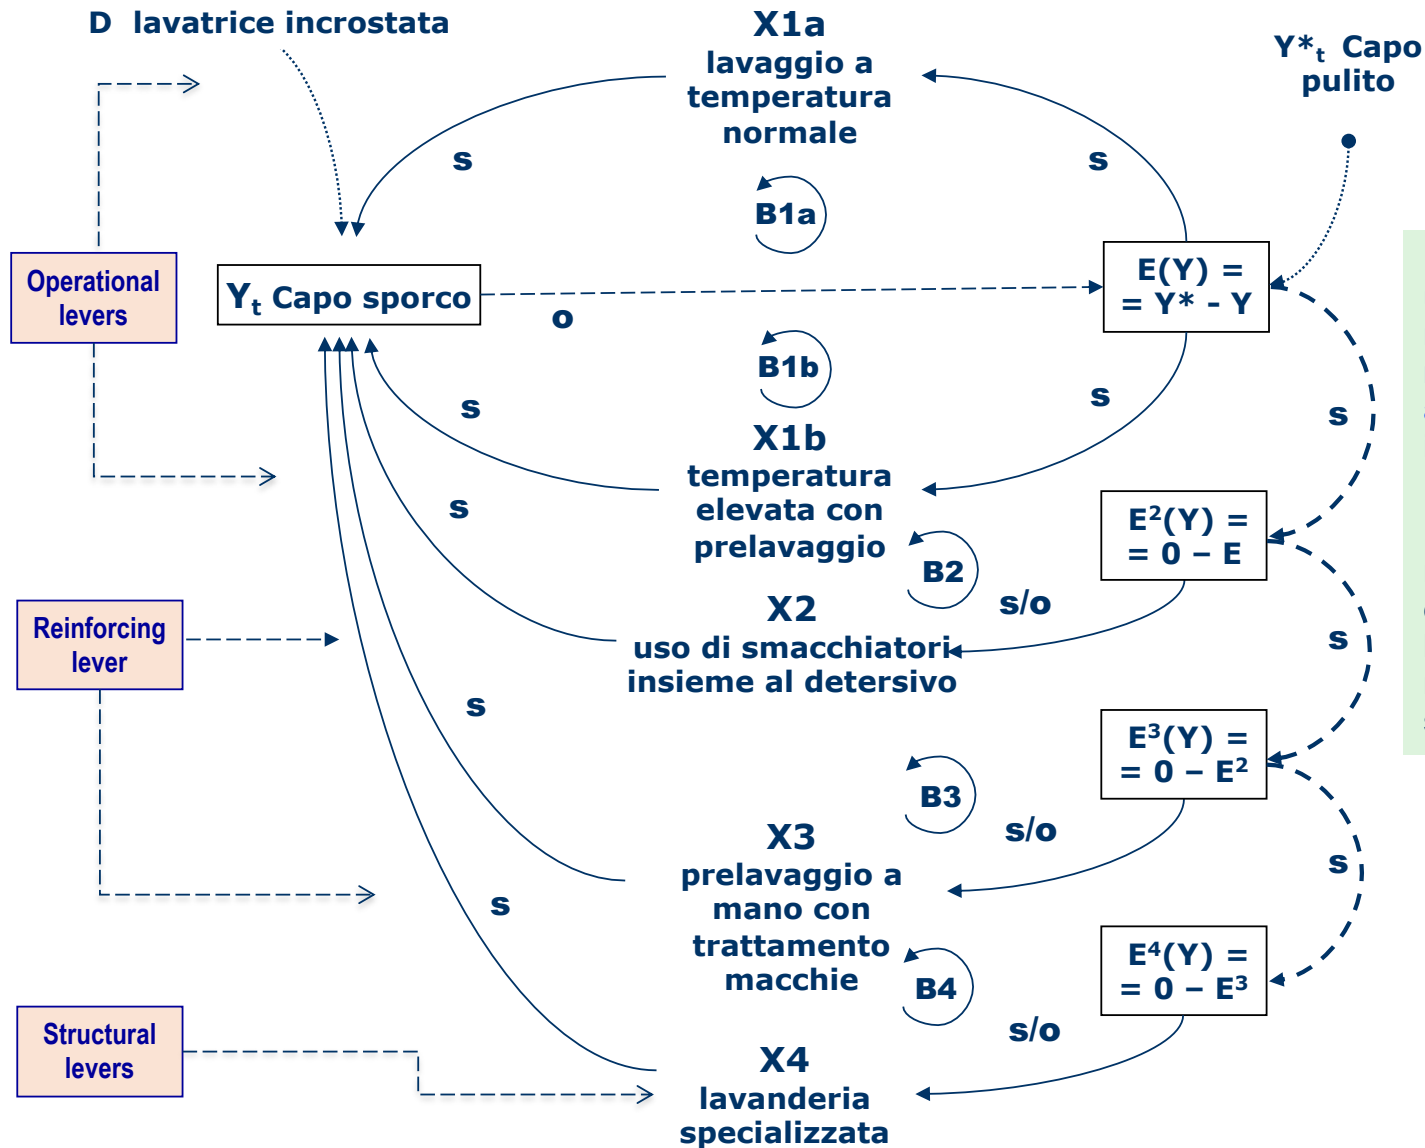 D lavatrice incrostata
X1a
lavaggio a
temperatura
normale
Y*t Capo
pulito
s
s
B1a
Operational
levers
Yt Capo sporco
o
E(Y) =
= Y* - Y
B1b
s
s
s
X1b
temperatura
elevata con
prelavaggio
s
E²(Y) =
= 0 – E
B2
s/o
X2
uso di smacchiatori
insieme al detersivo
Reinforcing
lever
s
s
E³(Y) =
= 0 – E²
B3
s/o
X3
prelavaggio a
mano con
trattamento
macchie
s
s
E⁴(Y) =
= 0 – E³
B4
s/o
Structural
levers
X4
lavanderia
specializzata